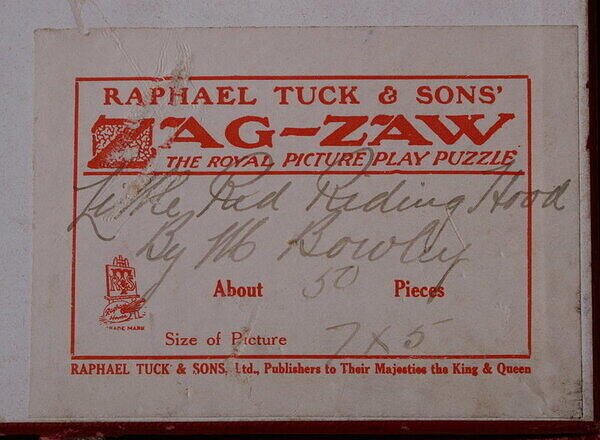 RAPHAEL TUCK & SONS'
ZAG-ZAW
THE ROYAL PICTURE PLAY PUZZLE
Little Red Riding Hood
By M Bowley
About 50 Pieces
TRADE MARK
Size of Picture 7 x 5
RAPHAEL TUCK & SONS, Ltd., Publishers to Their Majesties the King & Queen